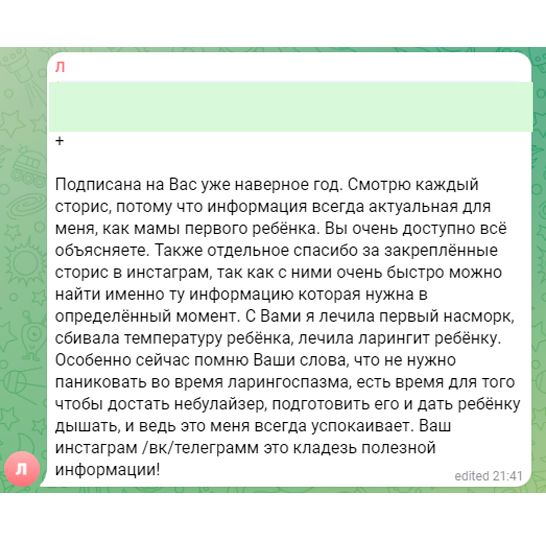 Л
+
Подписана на Вас уже наверное год. Смотрю каждый
сторис, потому что информация всегда актуальная для
меня, как мамы первого ребёнка. Вы очень доступно всё
объясняете. Также отдельное спасибо за закреплённые
сторис в инстаграм, так как с ними очень быстро можно
найти именно ту информацию которая нужна в
определённый момент. С Вами я лечила первый насморк,
сбивала температуру ребёнка, лечила ларингит ребёнку.
Особенно сейчас помню Ваши слова, что не нужно
паниковать во время ларингоспазма, есть время для того
чтобы достать небулайзер, подготовить его и дать ребёнку
дышать, и ведь это меня всегда успокаивает. Ваш
инстаграм /вк/телеграмм это кладезь полезной
информации!
edited 21:41
Л